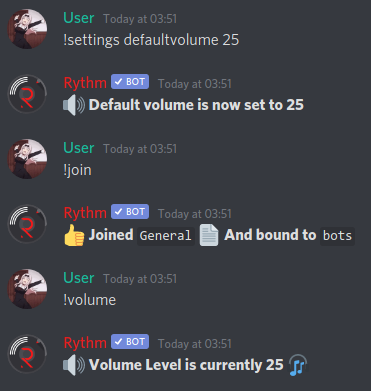 User Today at 03:51
!settings defaultvolume 25
Rythm ✓ BOT Today at 03:51
🔊 Default volume is now set to 25
User Today at 03:51
!join
Rythm ✓ BOT Today at 03:51
👍 Joined General 📄 And bound to bots
User Today at 03:51
!volume
Rythm ✓ BOT Today at 03:51
🔊 Volume Level is currently 25 🎧